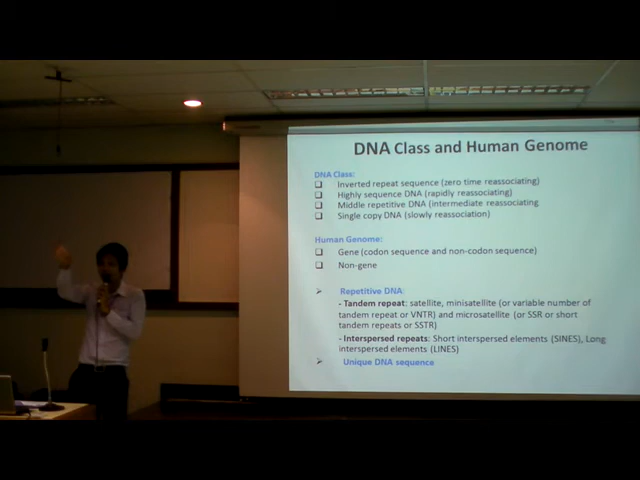 DNA Class and Human Genome
DNA Class:
Inverted repeat sequence (zero time reassociating)
Highly sequence DNA (rapidly reassociating)
Middle repetitive DNA (intermediate reassociating
Single copy DNA (slowly reassociation)
Human Genome:
Gene (codon sequence and non-codon sequence)
Non-gene
Repetitive DNA:
- Tandem repeat: satellite, minisatellite (or variable number of
tandem repeat or VNTR) and microsatellite (or SSR or short
tandem repeats or SSTR)
- Interspersed repeats: Short interspersed elements (SINES), Long
interspersed elements (LINES)
Unique DNA sequence